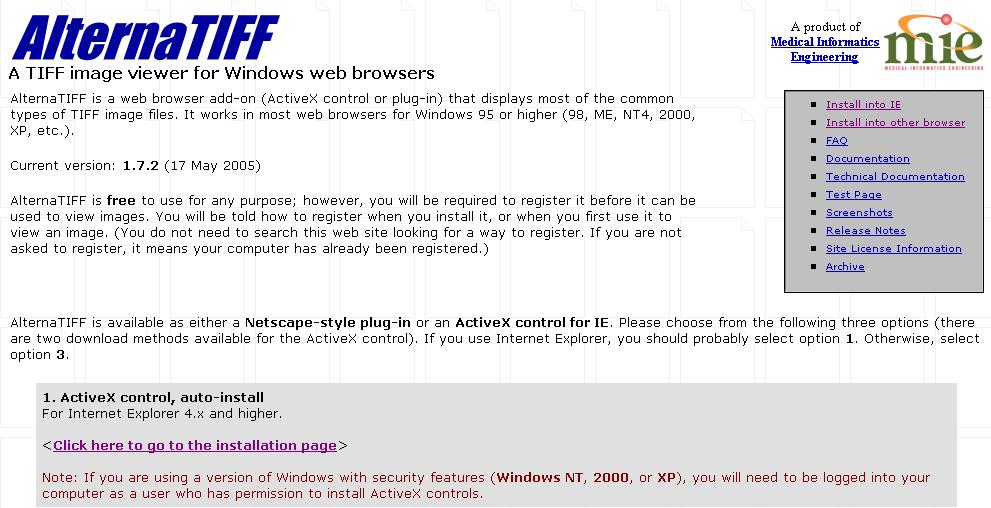 AlternaTIFF
A TIFF image viewer for Windows web browsers
A product of
Medical Informatics
Engineering
mie
MEDICAL INFORMATICS ENGINEERING
AlternaTIFF is a web browser add-on (ActiveX control or plug-in) that displays most of the common
types of TIFF image files. It works in most web browsers for Windows 95 or higher (98, ME, NT4, 2000,
XP, etc.).
Current version: 1.7.2 (17 May 2005)
AlternaTIFF is free to use for any purpose; however, you will be required to register it before it can be
used to view images. You will be told how to register when you install it, or when you first use it to
view an image. (You do not need to search this web site looking for a way to register. If you are not
asked to register, it means your computer has already been registered.)
Install into IE
Install into other browser
FAQ
Documentation
Technical Documentation
Test Page
Screenshots
Release Notes
Site License Information
Archive
AlternaTIFF is available as either a Netscape-style plug-in or an ActiveX control for IE. Please choose from the following three options (there
are two download methods available for the ActiveX control). If you use Internet Explorer, you should probably select option 1. Otherwise, select
option 3.
1. ActiveX control, auto-install
For Internet Explorer 4.x and higher.
<Click here to go to the installation page>
Note: If you are using a version of Windows with security features (Windows NT, 2000, or XP), you will need to be logged into your
computer as a user who has permission to install ActiveX controls.